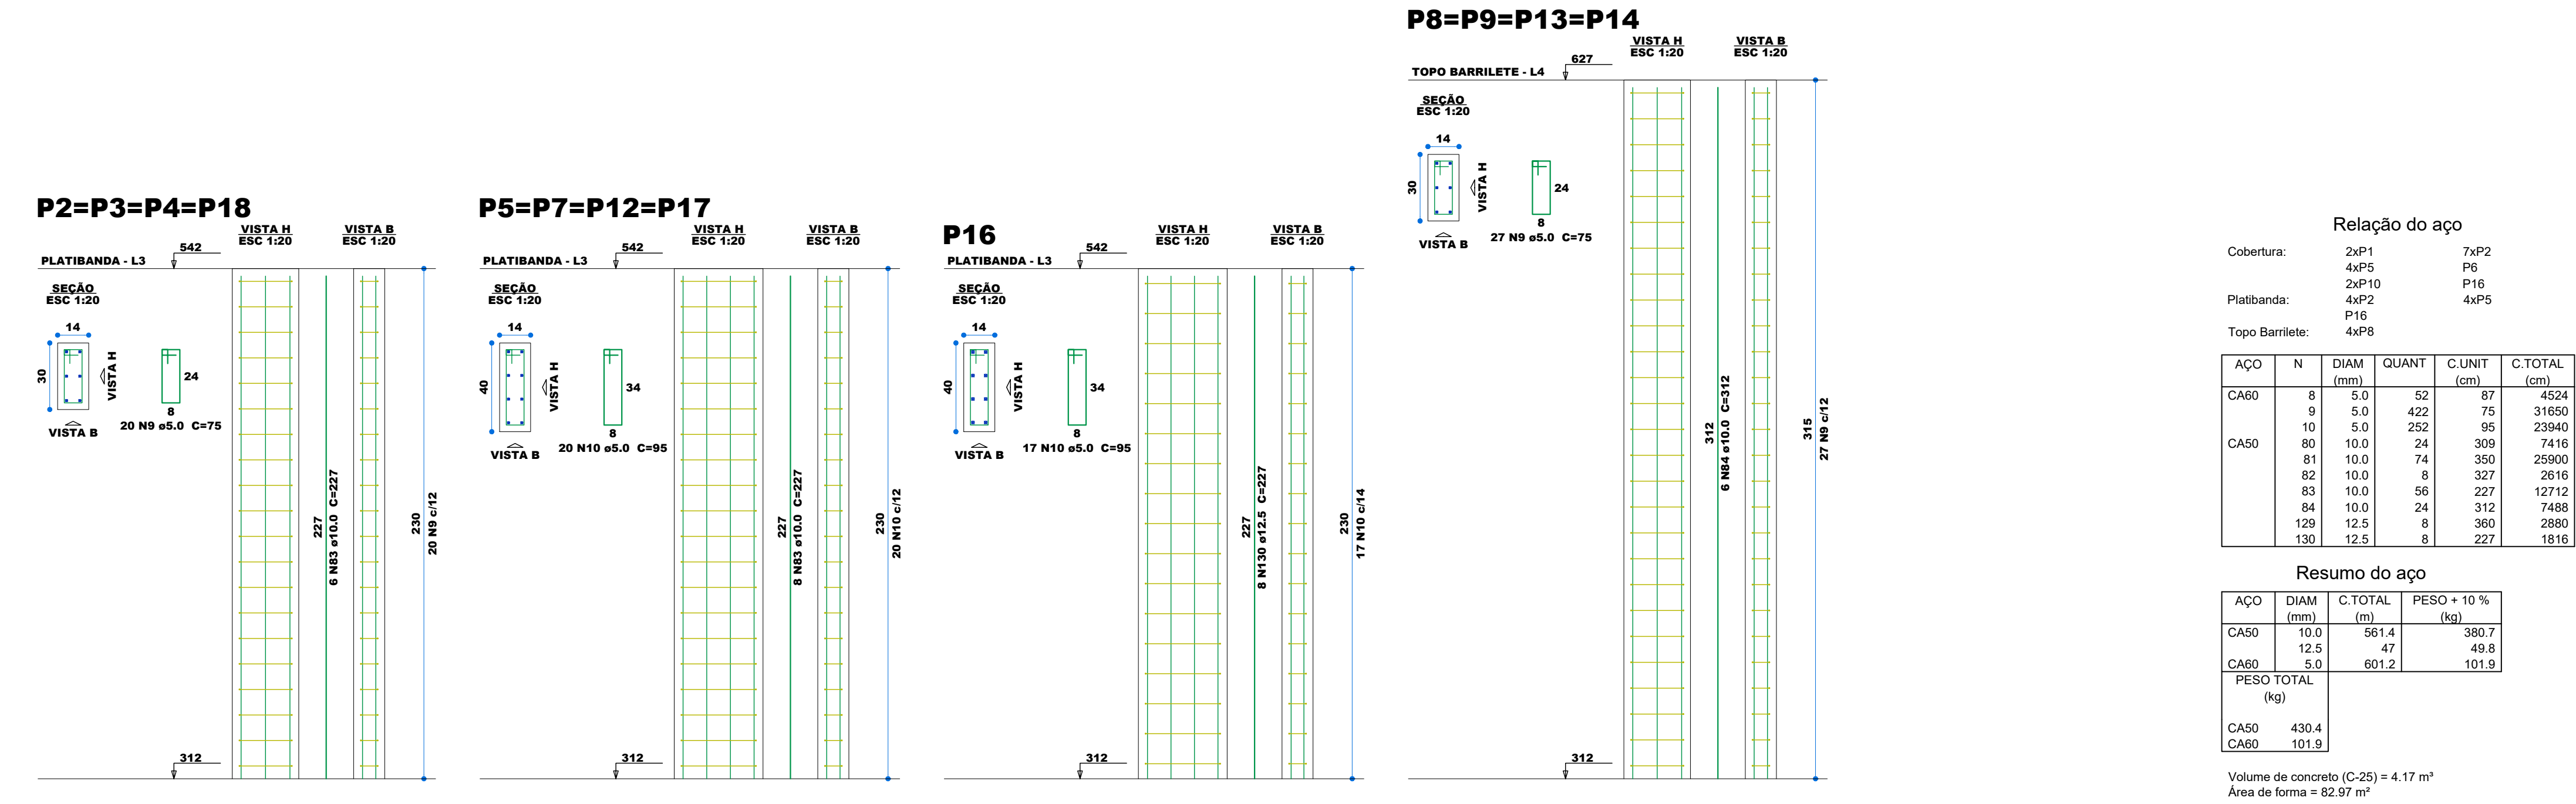 P2=P3=P4=P18
VISTA H
ESC 1:20
VISTA B
ESC 1:20
542
PLATIBANDA - L3
SEÇÃO
ESC 1:20
14
30
VISTA H
VISTA B
24
8
20 N9 ø5.0 C=75
227
6 N83 ø10.0 C=227
230
20 N9 c/12
312
P5=P7=P12=P17
VISTA H
ESC 1:20
VISTA B
ESC 1:20
542
PLATIBANDA - L3
SEÇÃO
ESC 1:20
14
40
VISTA H
VISTA B
34
8
20 N10 ø5.0 C=95
227
8 N83 ø10.0 C=227
230
20 N10 c/12
312
P16
VISTA H
ESC 1:20
VISTA B
ESC 1:20
542
PLATIBANDA - L3
SEÇÃO
ESC 1:20
14
40
VISTA H
VISTA B
34
8
17 N10 ø5.0 C=95
227
8 N130 ø12.5 C=227
230
17 N10 c/14
312
P8=P9=P13=P14
VISTA H
ESC 1:20
VISTA B
ESC 1:20
627
TOPO BARRILETE - L4
SEÇÃO
ESC 1:20
14
30
VISTA H
VISTA B
24
8
27 N9 ø5.0 C=75
312
6 N84 ø10.0 C=312
315
27 N9 c/12
312
Relação do aço
Cobertura: 2xP1 7xP2
4xP5 P6
2xP10 P16
Platibanda: 4xP2 4xP5
P16
Topo Barrilete: 4xP8
AÇO N DIAM QUANT C.UNIT C.TOTAL
(mm) (cm) (cm)
CA60 8 5.0 52 87 4524
9 5.0 422 75 31650
10 5.0 252 95 23940
CA50 80 10.0 24 309 7416
81 10.0 74 350 25900
82 10.0 8 327 2616
83 10.0 56 227 12712
84 10.0 24 312 7488
129 12.5 8 360 2880
130 12.5 8 227 1816
Resumo do aço
AÇO DIAM C.TOTAL PESO + 10 %
(mm) (m) (kg)
CA50 10.0 561.4 380.7
12.5 47 49.8
CA60 5.0 601.2 101.9
PESO TOTAL
(kg)
CA50 430.4
CA60 101.9
Volume de concreto (C-25) = 4.17 m³
Área de forma = 82.97 m²